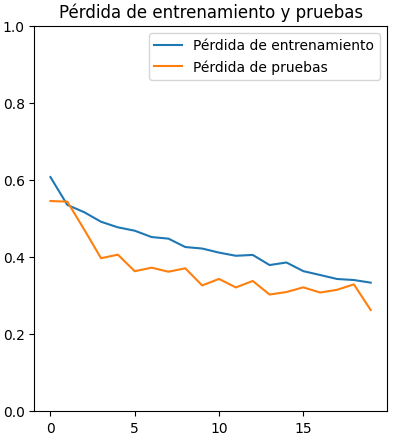 Pérdida de entrenamiento y pruebas
1.0
Pérdida de entrenamiento
Pérdida de pruebas
0.8
0.6
0.4
0.2
0.0
0 5 10 15